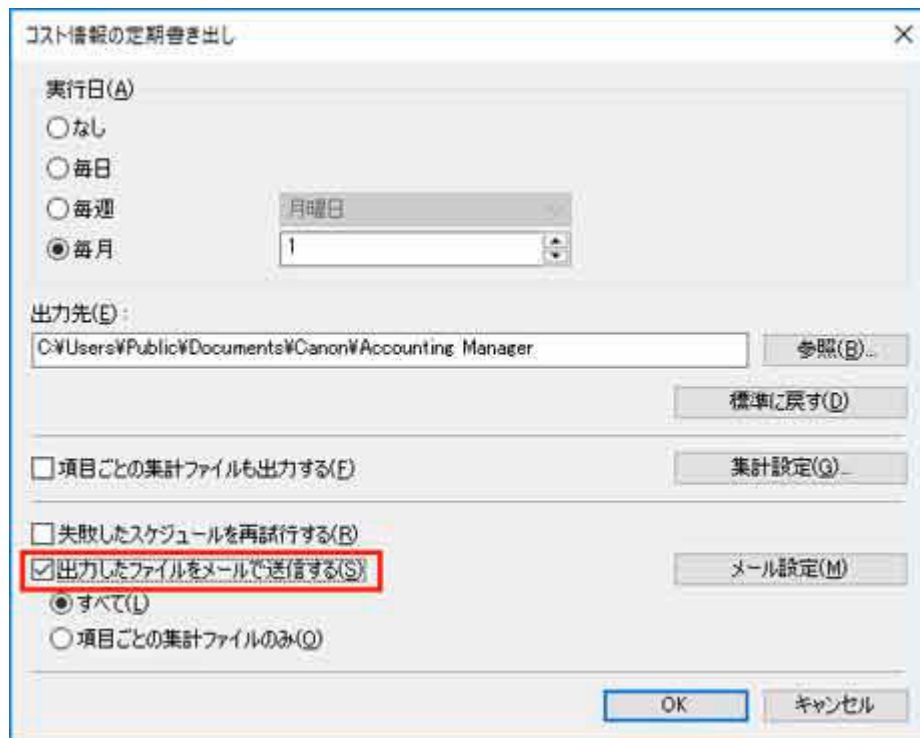 コスト情報の定期書き出し
実行日(A)
なし
毎日
毎週 月曜日
毎月 1
出力先(E):
C:¥Users¥Public¥Documents¥Canon¥Accounting Manager 参照(B)...
標準に戻す(D)
項目ごとの集計ファイルも出力する(F) 集計設定(G)...
失敗したスケジュールを再試行する(R)
出力したファイルをメールで送信する(S) メール設定(M)
すべて(L)
項目ごとの集計ファイルのみ(O)
OK キャンセル